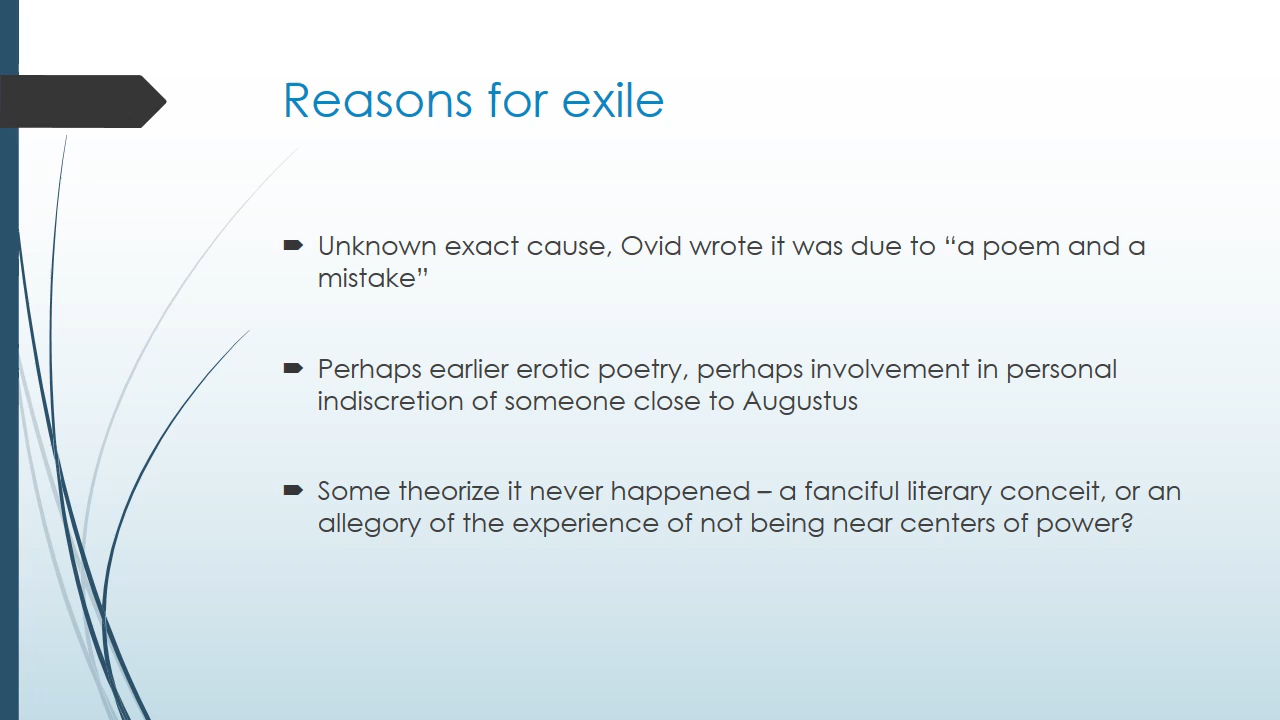 Reasons for exile
Unknown exact cause, Ovid wrote it was due to “a poem and a
mistake”
Perhaps earlier erotic poetry, perhaps involvement in personal
indiscretion of someone close to Augustus
Some theorize it never happened – a fanciful literary conceit, or an
allegory of the experience of not being near centers of power?